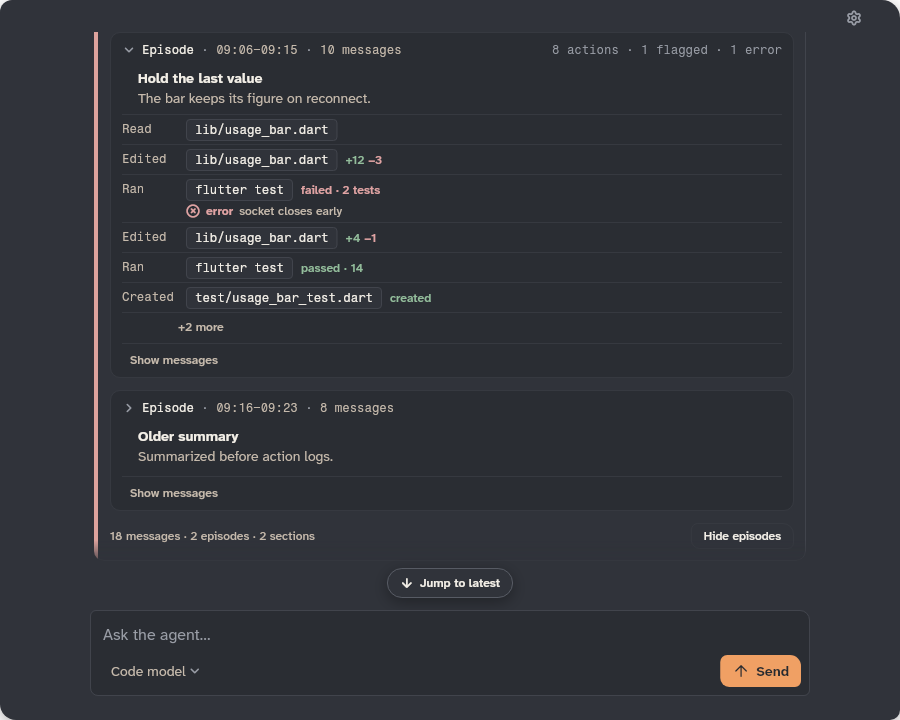 Episode · 09:06–09:15 · 10 messages 8 actions · 1 flagged · 1 error
Hold the last value
The bar keeps its figure on reconnect.
Read lib/usage_bar.dart
Edited lib/usage_bar.dart +12 −3
Ran flutter test failed · 2 tests
error socket closes early
Edited lib/usage_bar.dart +4 −1
Ran flutter test passed · 14
Created test/usage_bar_test.dart created
+2 more
Show messages
Episode · 09:16–09:23 · 8 messages
Older summary
Summarized before action logs.
Show messages
18 messages · 2 episodes · 2 sections Hide episodes
Jump to latest
Ask the agent...
Code model Send